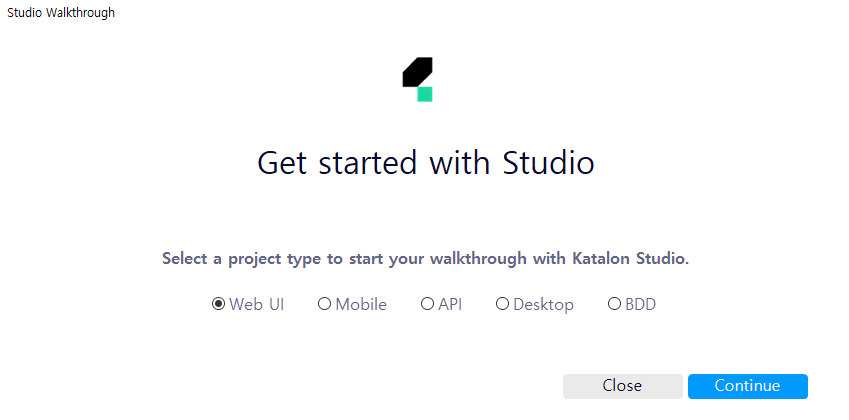 Studio Walkthrough
Get started with Studio
Select a project type to start your walkthrough with Katalon Studio.
Web UI Mobile API Desktop BDD
Close Continue